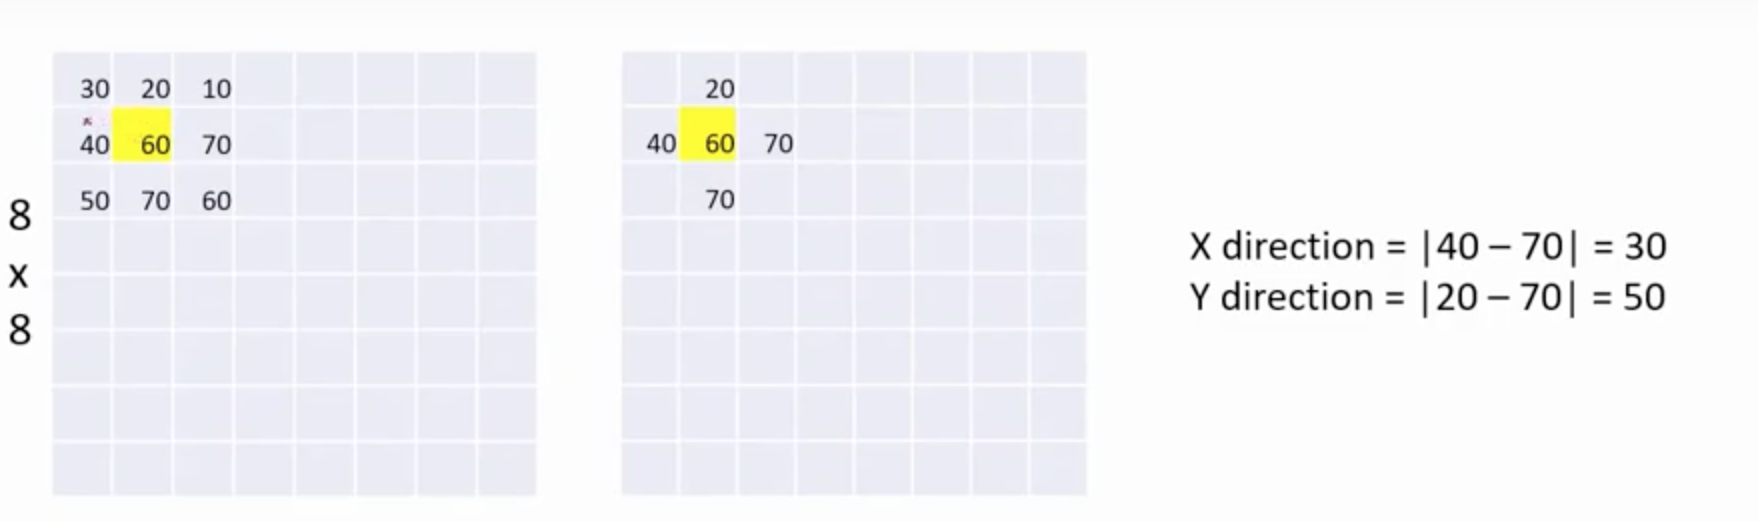 30 20 10
40 60 70
50 70 60
8
x
8
20
40 60 70
70
X direction = |40 – 70| = 30
Y direction = |20 – 70| = 50